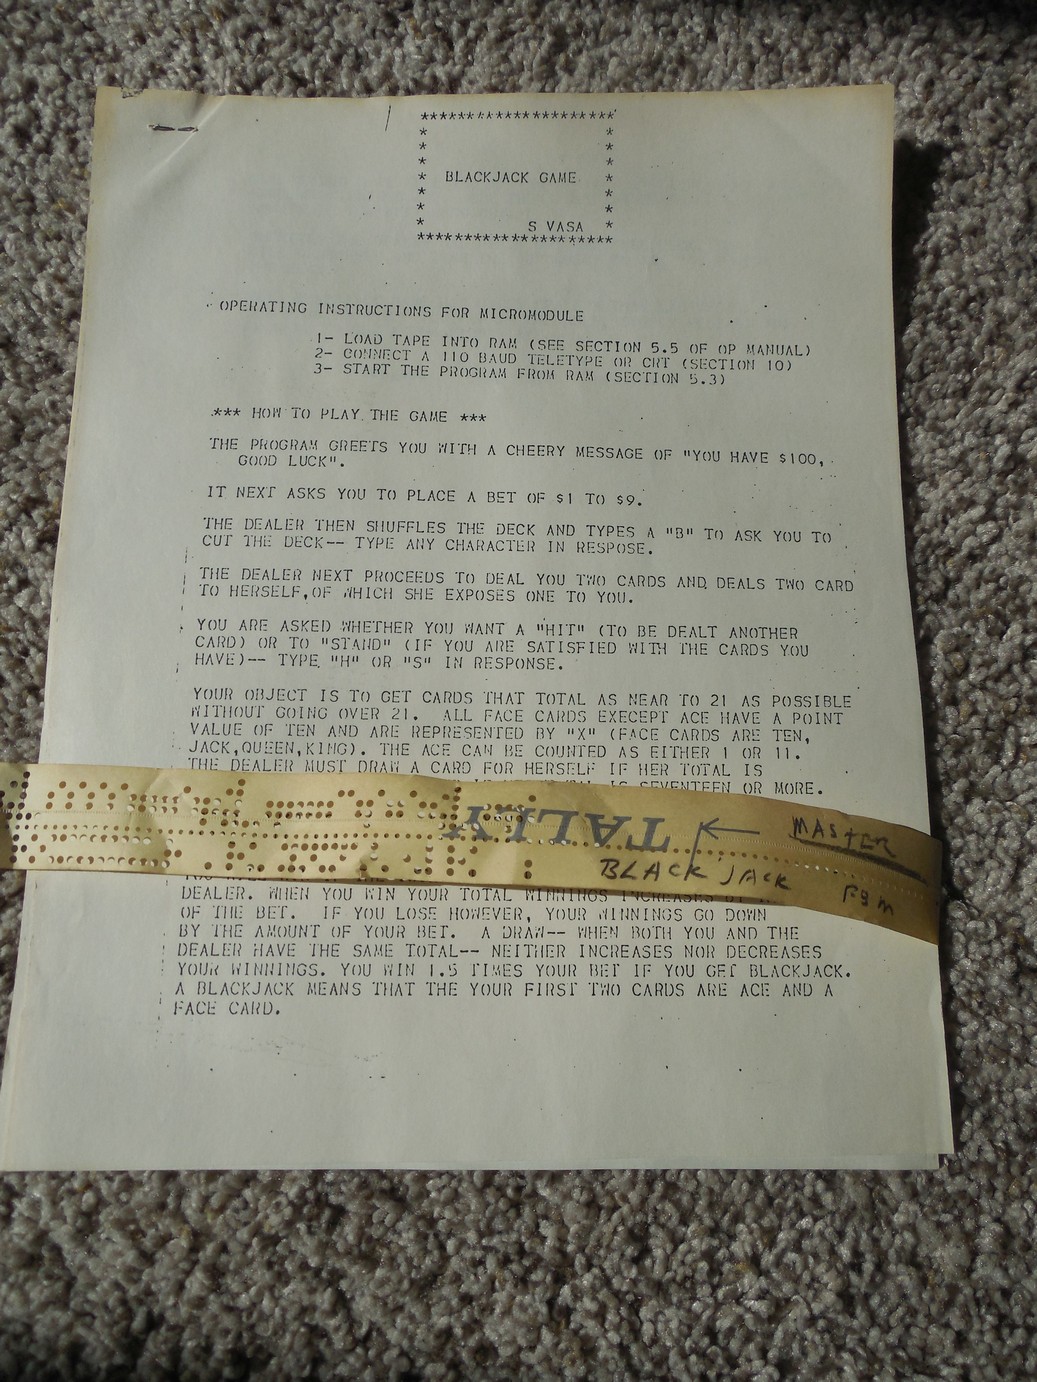 ********************
* *
* *
* *
* BLACKJACK GAME *
* *
* *
* S VASA *
********************
OPERATING INSTRUCTIONS FOR MICROMODULE
1- LOAD TAPE INTO RAM (SEE SECTION 5.5 OF OP MANUAL)
2- CONNECT A 110 BAUD TELETYPE OR CRT (SECTION 10)
3- START THE PROGRAM FROM RAM (SECTION 5.3)
*** HOW TO PLAY THE GAME ***
THE PROGRAM GREETS YOU WITH A CHEERY MESSAGE OF "YOU HAVE $100,
GOOD LUCK".
IT NEXT ASKS YOU TO PLACE A BET OF $1 TO $9.
THE DEALER THEN SHUFFLES THE DECK AND TYPES A "B" TO ASK YOU TO
CUT THE DECK-- TYPE ANY CHARACTER IN RESPOSE.
THE DEALER NEXT PROCEEDS TO DEAL YOU TWO CARDS AND DEALS TWO CARD
TO HERSELF,OF WHICH SHE EXPOSES ONE TO YOU.
YOU ARE ASKED WHETHER YOU WANT A "HIT" (TO BE DEALT ANOTHER
CARD) OR TO "STAND" (IF YOU ARE SATISFIED WITH THE CARDS YOU
HAVE)-- TYPE "H" OR "S" IN RESPONSE.
YOUR OBJECT IS TO GET CARDS THAT TOTAL AS NEAR TO 21 AS POSSIBLE
WITHOUT GOING OVER 21. ALL FACE CARDS EXECEPT ACE HAVE A POINT
VALUE OF TEN AND ARE REPRESENTED BY "X" (FACE CARDS ARE TEN,
JACK,QUEEN,KING). THE ACE CAN BE COUNTED AS EITHER 1 OR 11.
THE DEALER MUST DRAW A CARD FOR HERSELF IF HER TOTAL IS
IS SEVENTEEN OR MORE.
TALLY
MASTER
BLACK JACK
DEALER. WHEN YOU WIN YOUR TOTAL WINNINGS INCREASES BY
OF THE BET. IF YOU LOSE HOWEVER, YOUR WINNINGS GO DOWN
BY THE AMOUNT OF YOUR BET. A DRAW-- WHEN BOTH YOU AND THE
DEALER HAVE THE SAME TOTAL-- NEITHER INCREASES NOR DECREASES
YOUR WINNINGS. YOU WIN 1.5 TIMES YOUR BET IF YOU GET BLACKJACK.
A BLACKJACK MEANS THAT THE YOUR FIRST TWO CARDS ARE ACE AND A
FACE CARD.